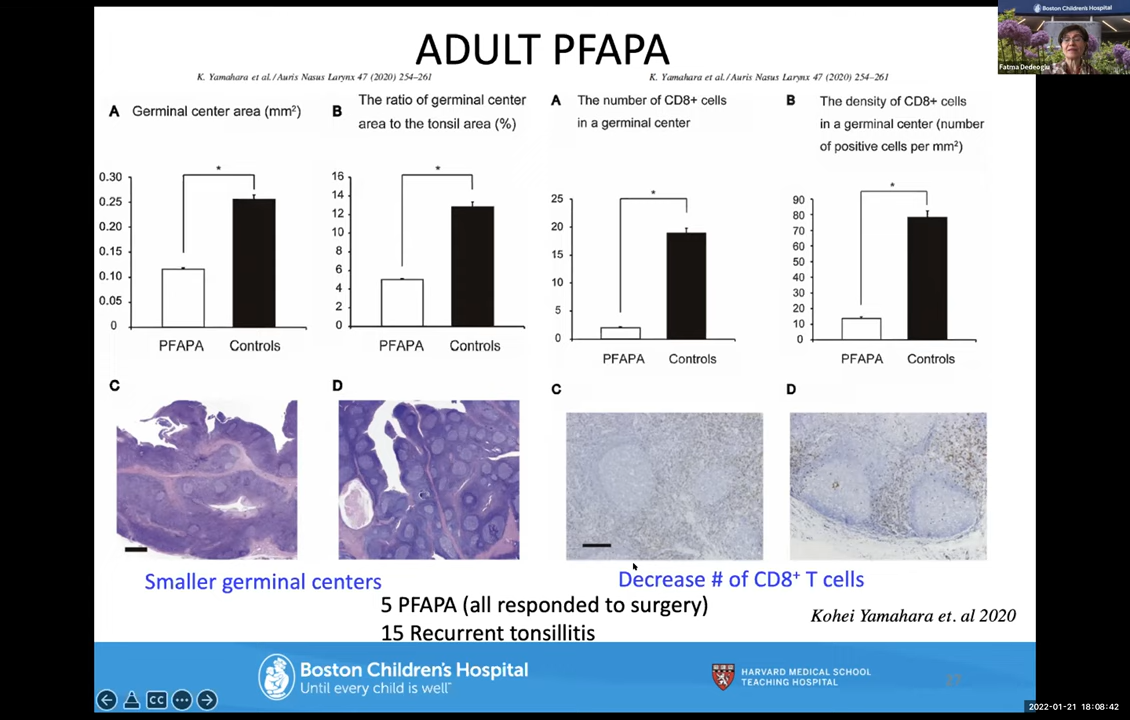 Boston Children's Hospital
Fatma Dedeoglu
ADULT PFAPA
K. Yamahara et al. / Auris Nasus Larynx 47 (2020) 254–261
K. Yamahara et al. / Auris Nasus Larynx 47 (2020) 254–261
A Germinal center area (mm²)
0.30
0.25
0.20
0.15
0.10
0.05
0
*
PFAPA Controls
B The ratio of germinal center
area to the tonsil area (%)
16
14
12
10
8
6
4
2
0
*
PFAPA Controls
A The number of CD8+ cells
in a germinal center
25
20
15
10
5
0
*
PFAPA Controls
B The density of CD8+ cells
in a germinal center (number
of positive cells per mm²)
90
80
70
60
50
40
30
20
10
0
*
PFAPA Controls
C
D
C
D
Smaller germinal centers
Decrease # of CD8⁺ T cells
5 PFAPA (all responded to surgery)
15 Recurrent tonsillitis
Kohei Yamahara et. al 2020
Boston Children's Hospital
Until every child is well™
HARVARD MEDICAL SCHOOL
TEACHING HOSPITAL
CC
2022-01-21 18:08:42